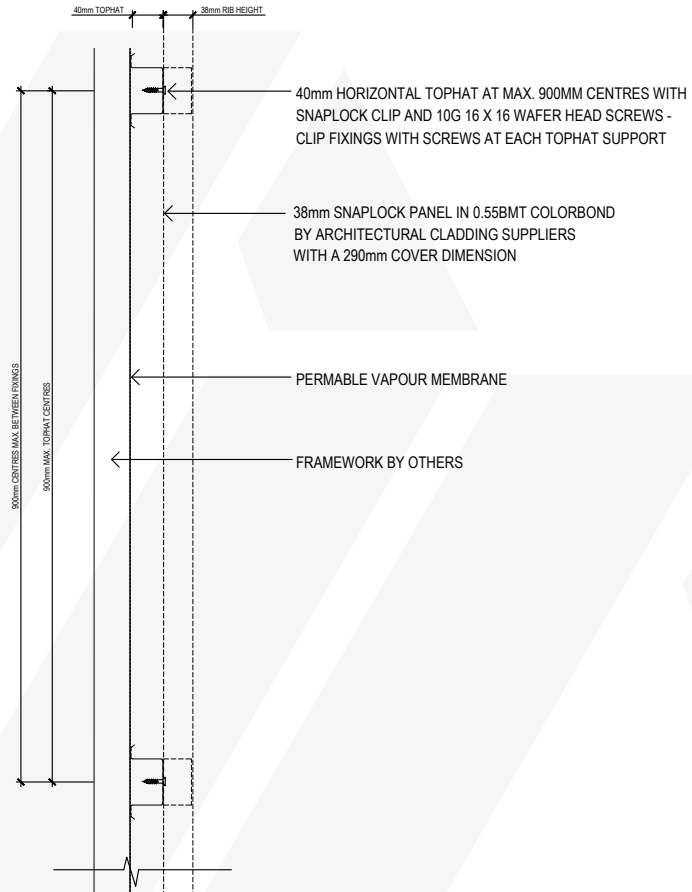 40mm TOPHAT
38mm RIB HEIGHT
40mm HORIZONTAL TOPHAT AT MAX. 900MM CENTRES WITH
SNAPLOCK CLIP AND 10G 16 X 16 WAFER HEAD SCREWS -
CLIP FIXINGS WITH SCREWS AT EACH TOPHAT SUPPORT
38mm SNAPLOCK PANEL IN 0.55BMT COLORBOND
BY ARCHITECTURAL CLADDING SUPPLIERS
WITH A 290mm COVER DIMENSION
PERMABLE VAPOUR MEMBRANE
FRAMEWORK BY OTHERS
900mm CENTRES MAX. BETWEEN FIXINGS
900mm MAX. TOPHAT CENTRES